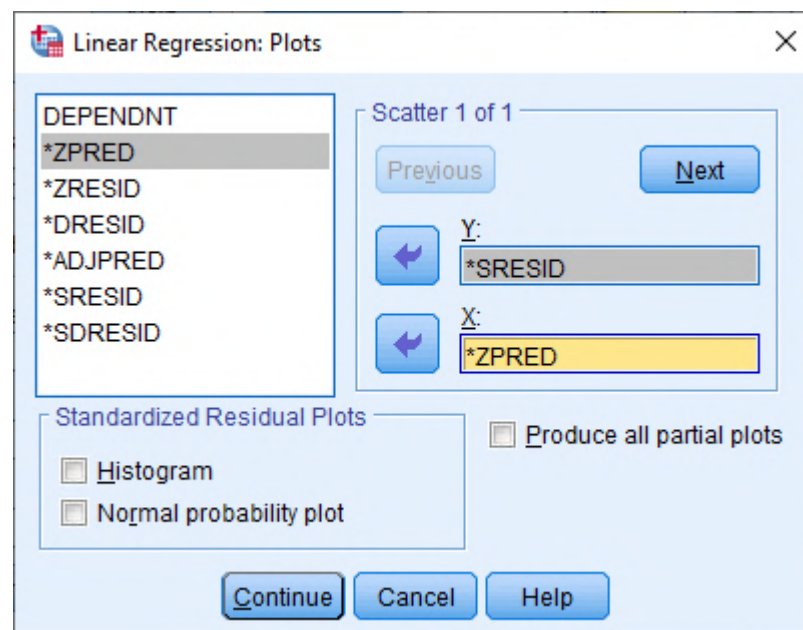 Linear Regression: Plots
DEPENDNT
*ZPRED
*ZRESID
*DRESID
*ADJPRED
*SRESID
*SDRESID
Scatter 1 of 1
Previous
Next
Y:
*SRESID
X:
*ZPRED
Standardized Residual Plots
Histogram
Normal probability plot
Produce all partial plots
Continue
Cancel
Help